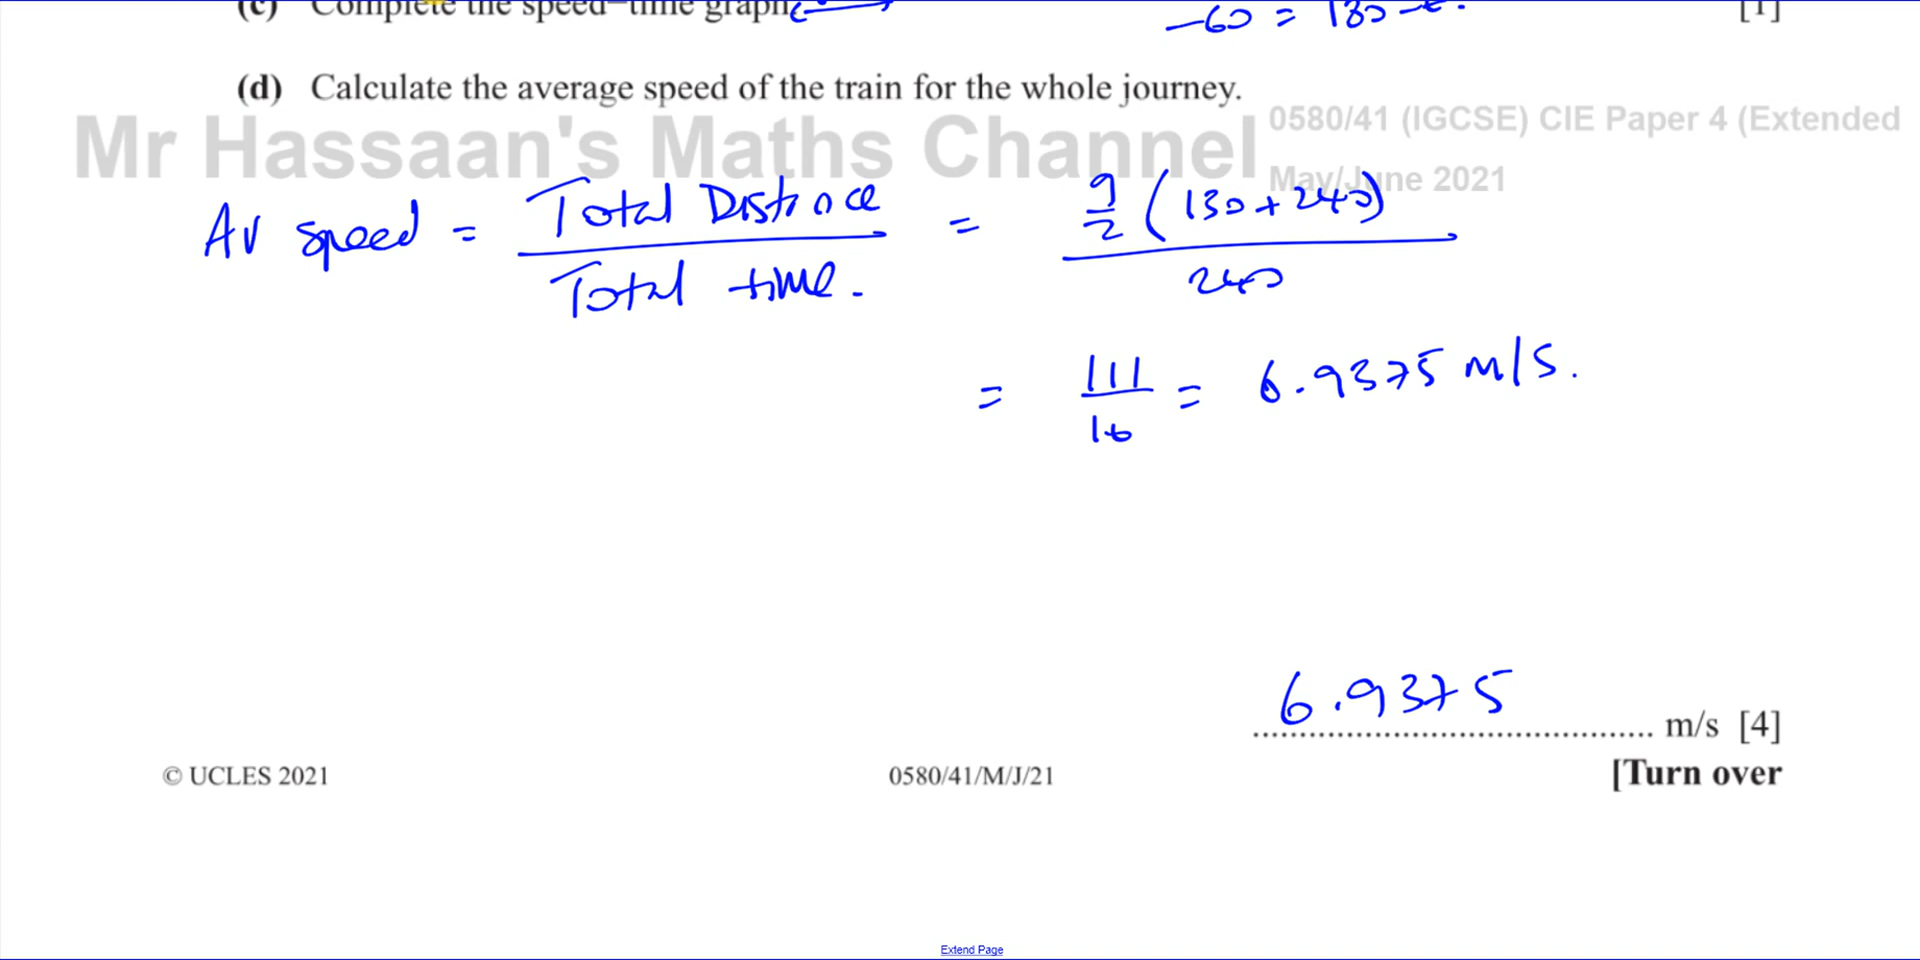 (c) Complete the speed–time graph.
–60 = 180 – t. [1]
(d) Calculate the average speed of the train for the whole journey.
Mr Hassaan's Maths Channel 0580/41 (IGCSE) CIE Paper 4 (Extended
May/June 2021
Av speed = Total Distance / Total time. = 9/2 (130 + 240) / 240
= 111/16 = 6.9375 m/s.
6.9375
m/s [4]
© UCLES 2021 0580/41/M/J/21 [Turn over
Extend Page